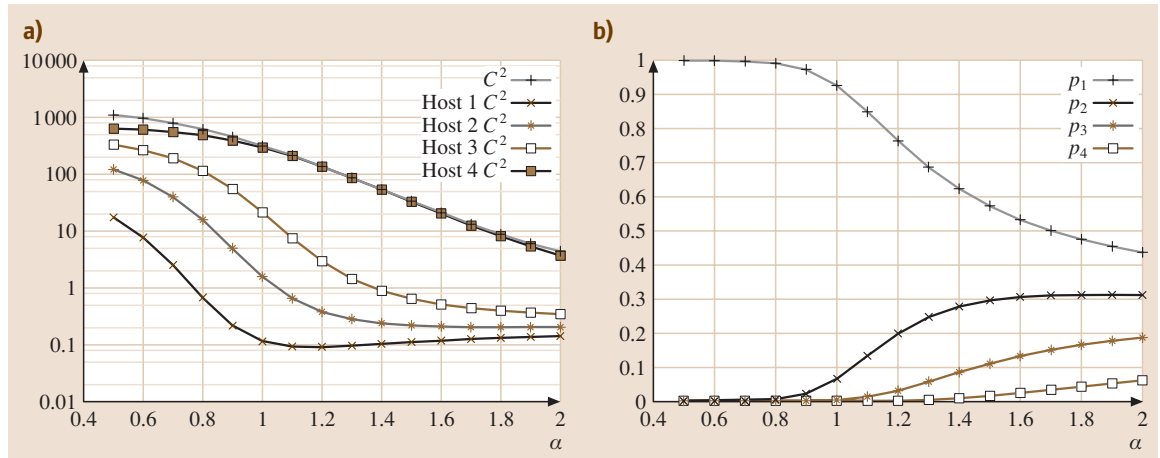 a)
10 000
1000
100
10
1
0.1
0.01
0.4 0.6 0.8 1 1.2 1.4 1.6 1.8 2
α
C²
Host 1 C²
Host 2 C²
Host 3 C²
Host 4 C²
b)
1
0.9
0.8
0.7
0.6
0.5
0.4
0.3
0.2
0.1
0
0.4 0.6 0.8 1 1.2 1.4 1.6 1.8 2
α
p₁
p₂
p₃
p₄